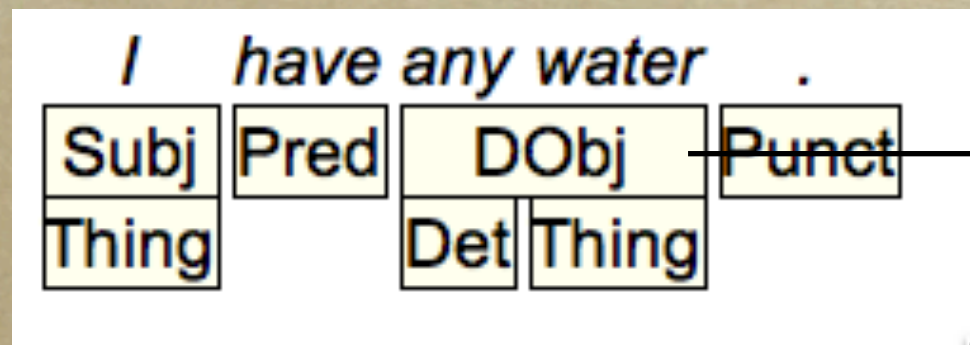 I have any water .
Subj Pred DObj Punct
Thing Det Thing